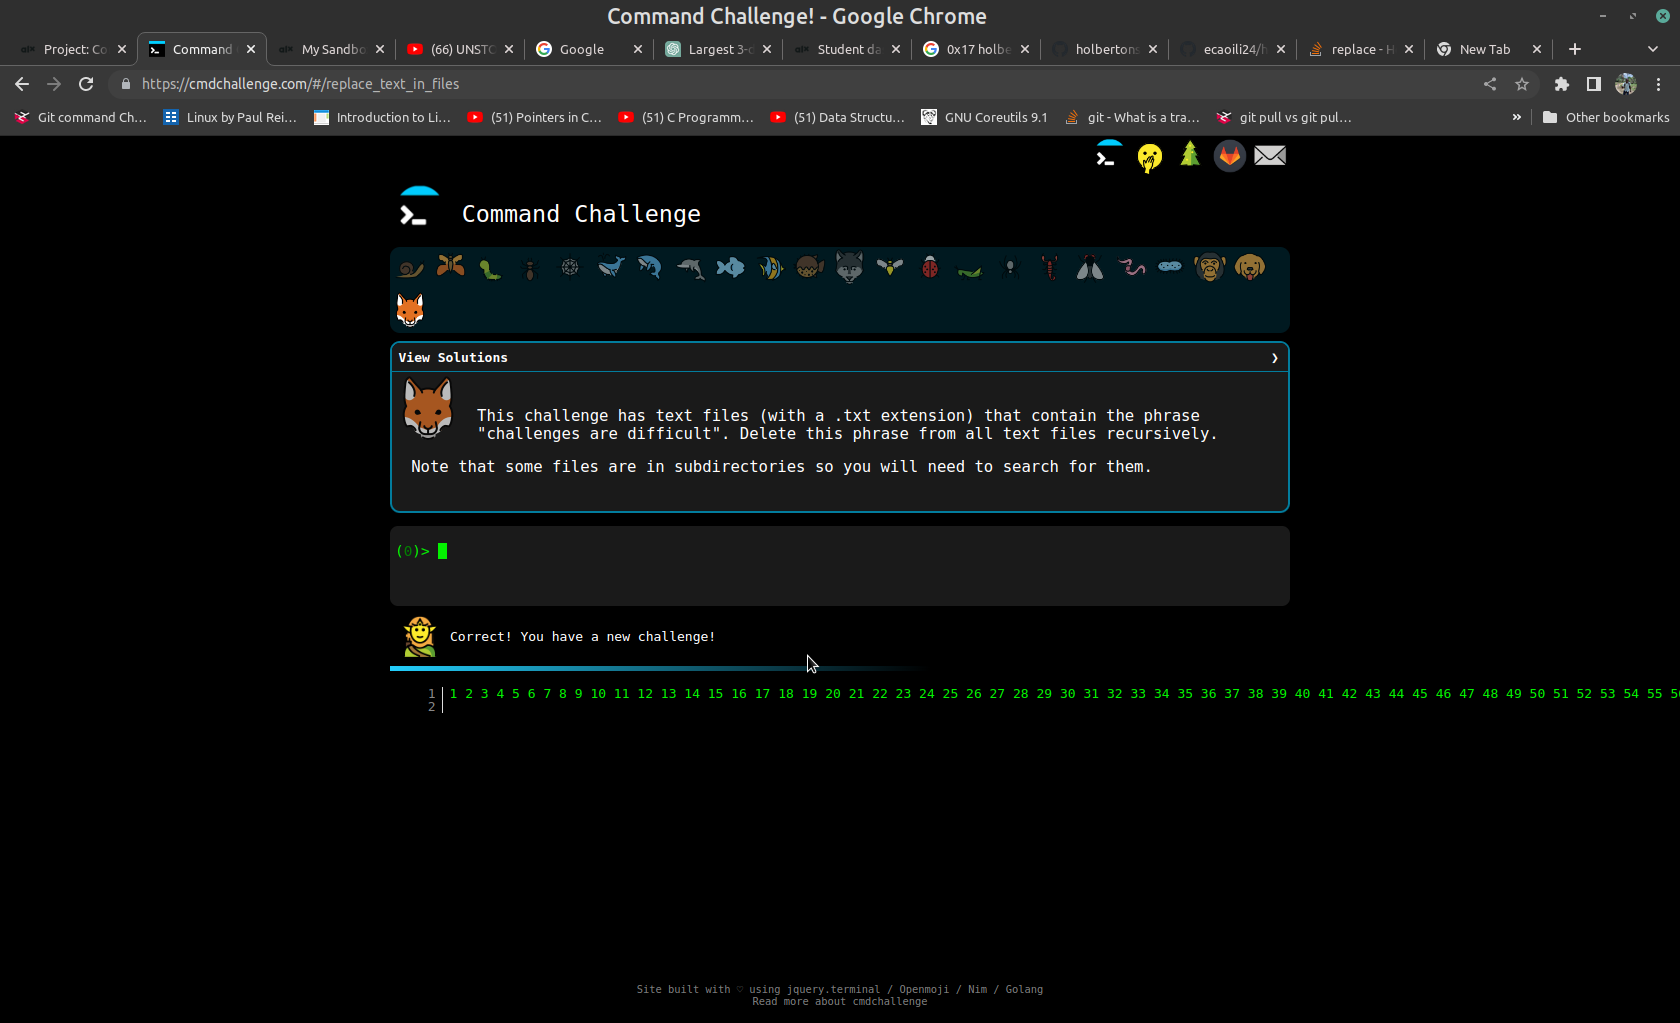 Command Challenge! - Google Chrome
Project: Co
Command
My Sandbo
(66) UNSTO
Google
Largest 3-d
Student da
0x17 holbe
holbertons
ecaoili24/h
replace - H
New Tab
https://cmdchallenge.com/#/replace_text_in_files
Git command Ch...
Linux by Paul Rei...
Introduction to Li...
(51) Pointers in C...
(51) C Programm...
(51) Data Structu...
GNU Coreutils 9.1
git - What is a tra...
git pull vs git pul...
»
Other bookmarks
Command Challenge
View Solutions
This challenge has text files (with a .txt extension) that contain the phrase
"challenges are difficult". Delete this phrase from all text files recursively.
Note that some files are in subdirectories so you will need to search for them.
(0)>
Correct! You have a new challenge!
1 1 2 3 4 5 6 7 8 9 10 11 12 13 14 15 16 17 18 19 20 21 22 23 24 25 26 27 28 29 30 31 32 33 34 35 36 37 38 39 40 41 42 43 44 45 46 47 48 49 50 51 52 53 54 55
2
Site built with ♡ using jquery.terminal / Openmoji / Nim / Golang
Read more about cmdchallenge